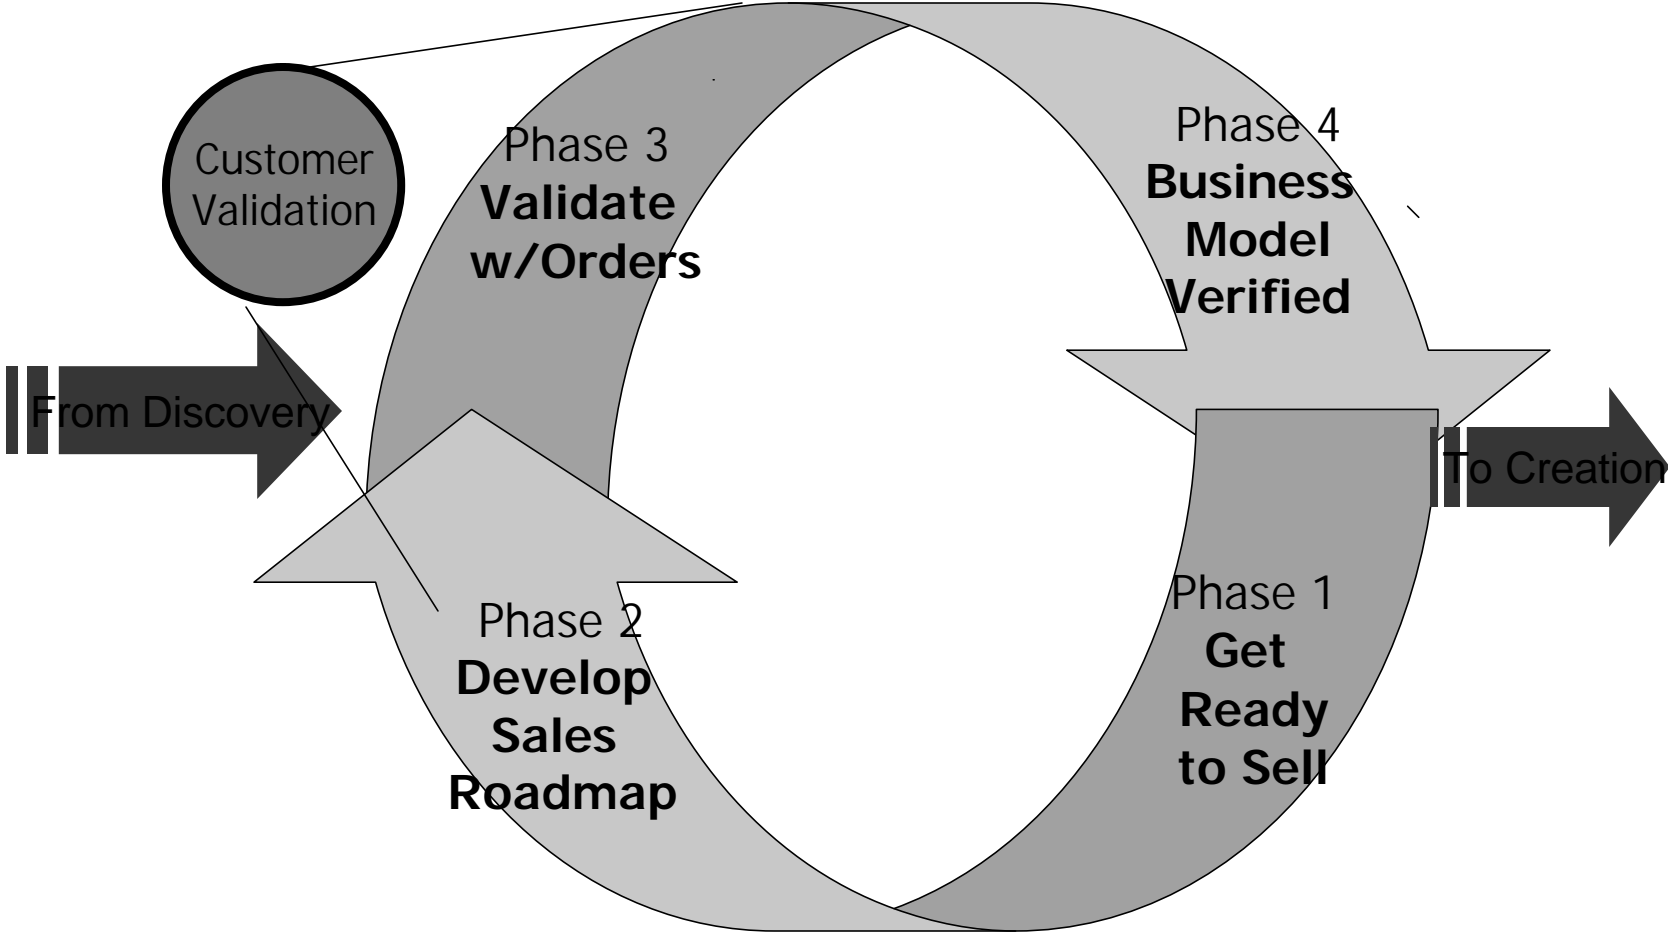 Customer
Validation
Phase 3
Validate
w/Orders
Phase 4
Business
Model
Verified
From Discovery
To Creation
Phase 2
Develop
Sales
Roadmap
Phase 1
Get
Ready
to Sell